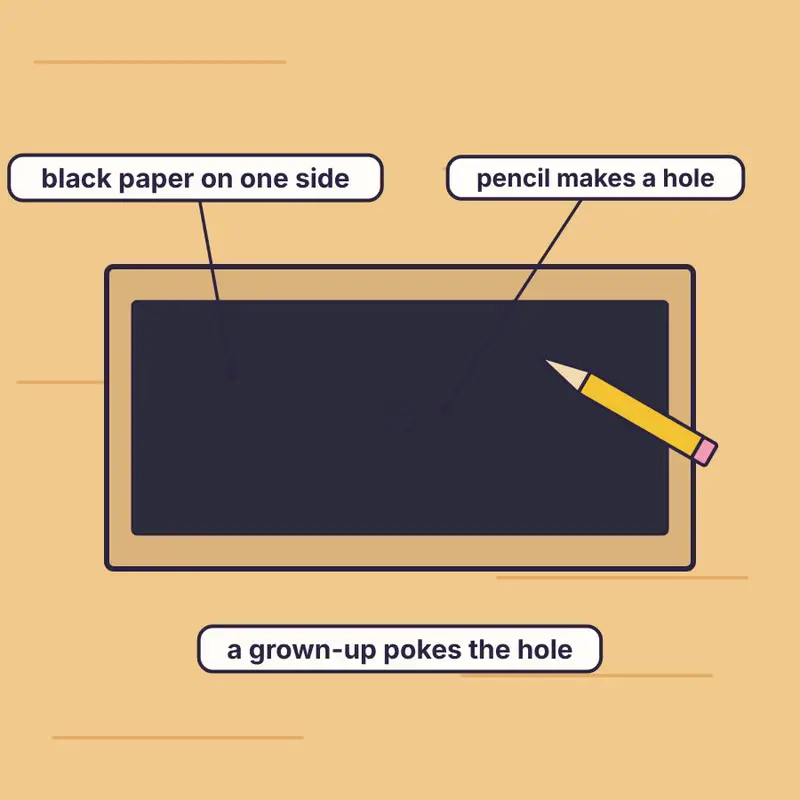 black paper on one side
pencil makes a hole
a grown-up pokes the hole